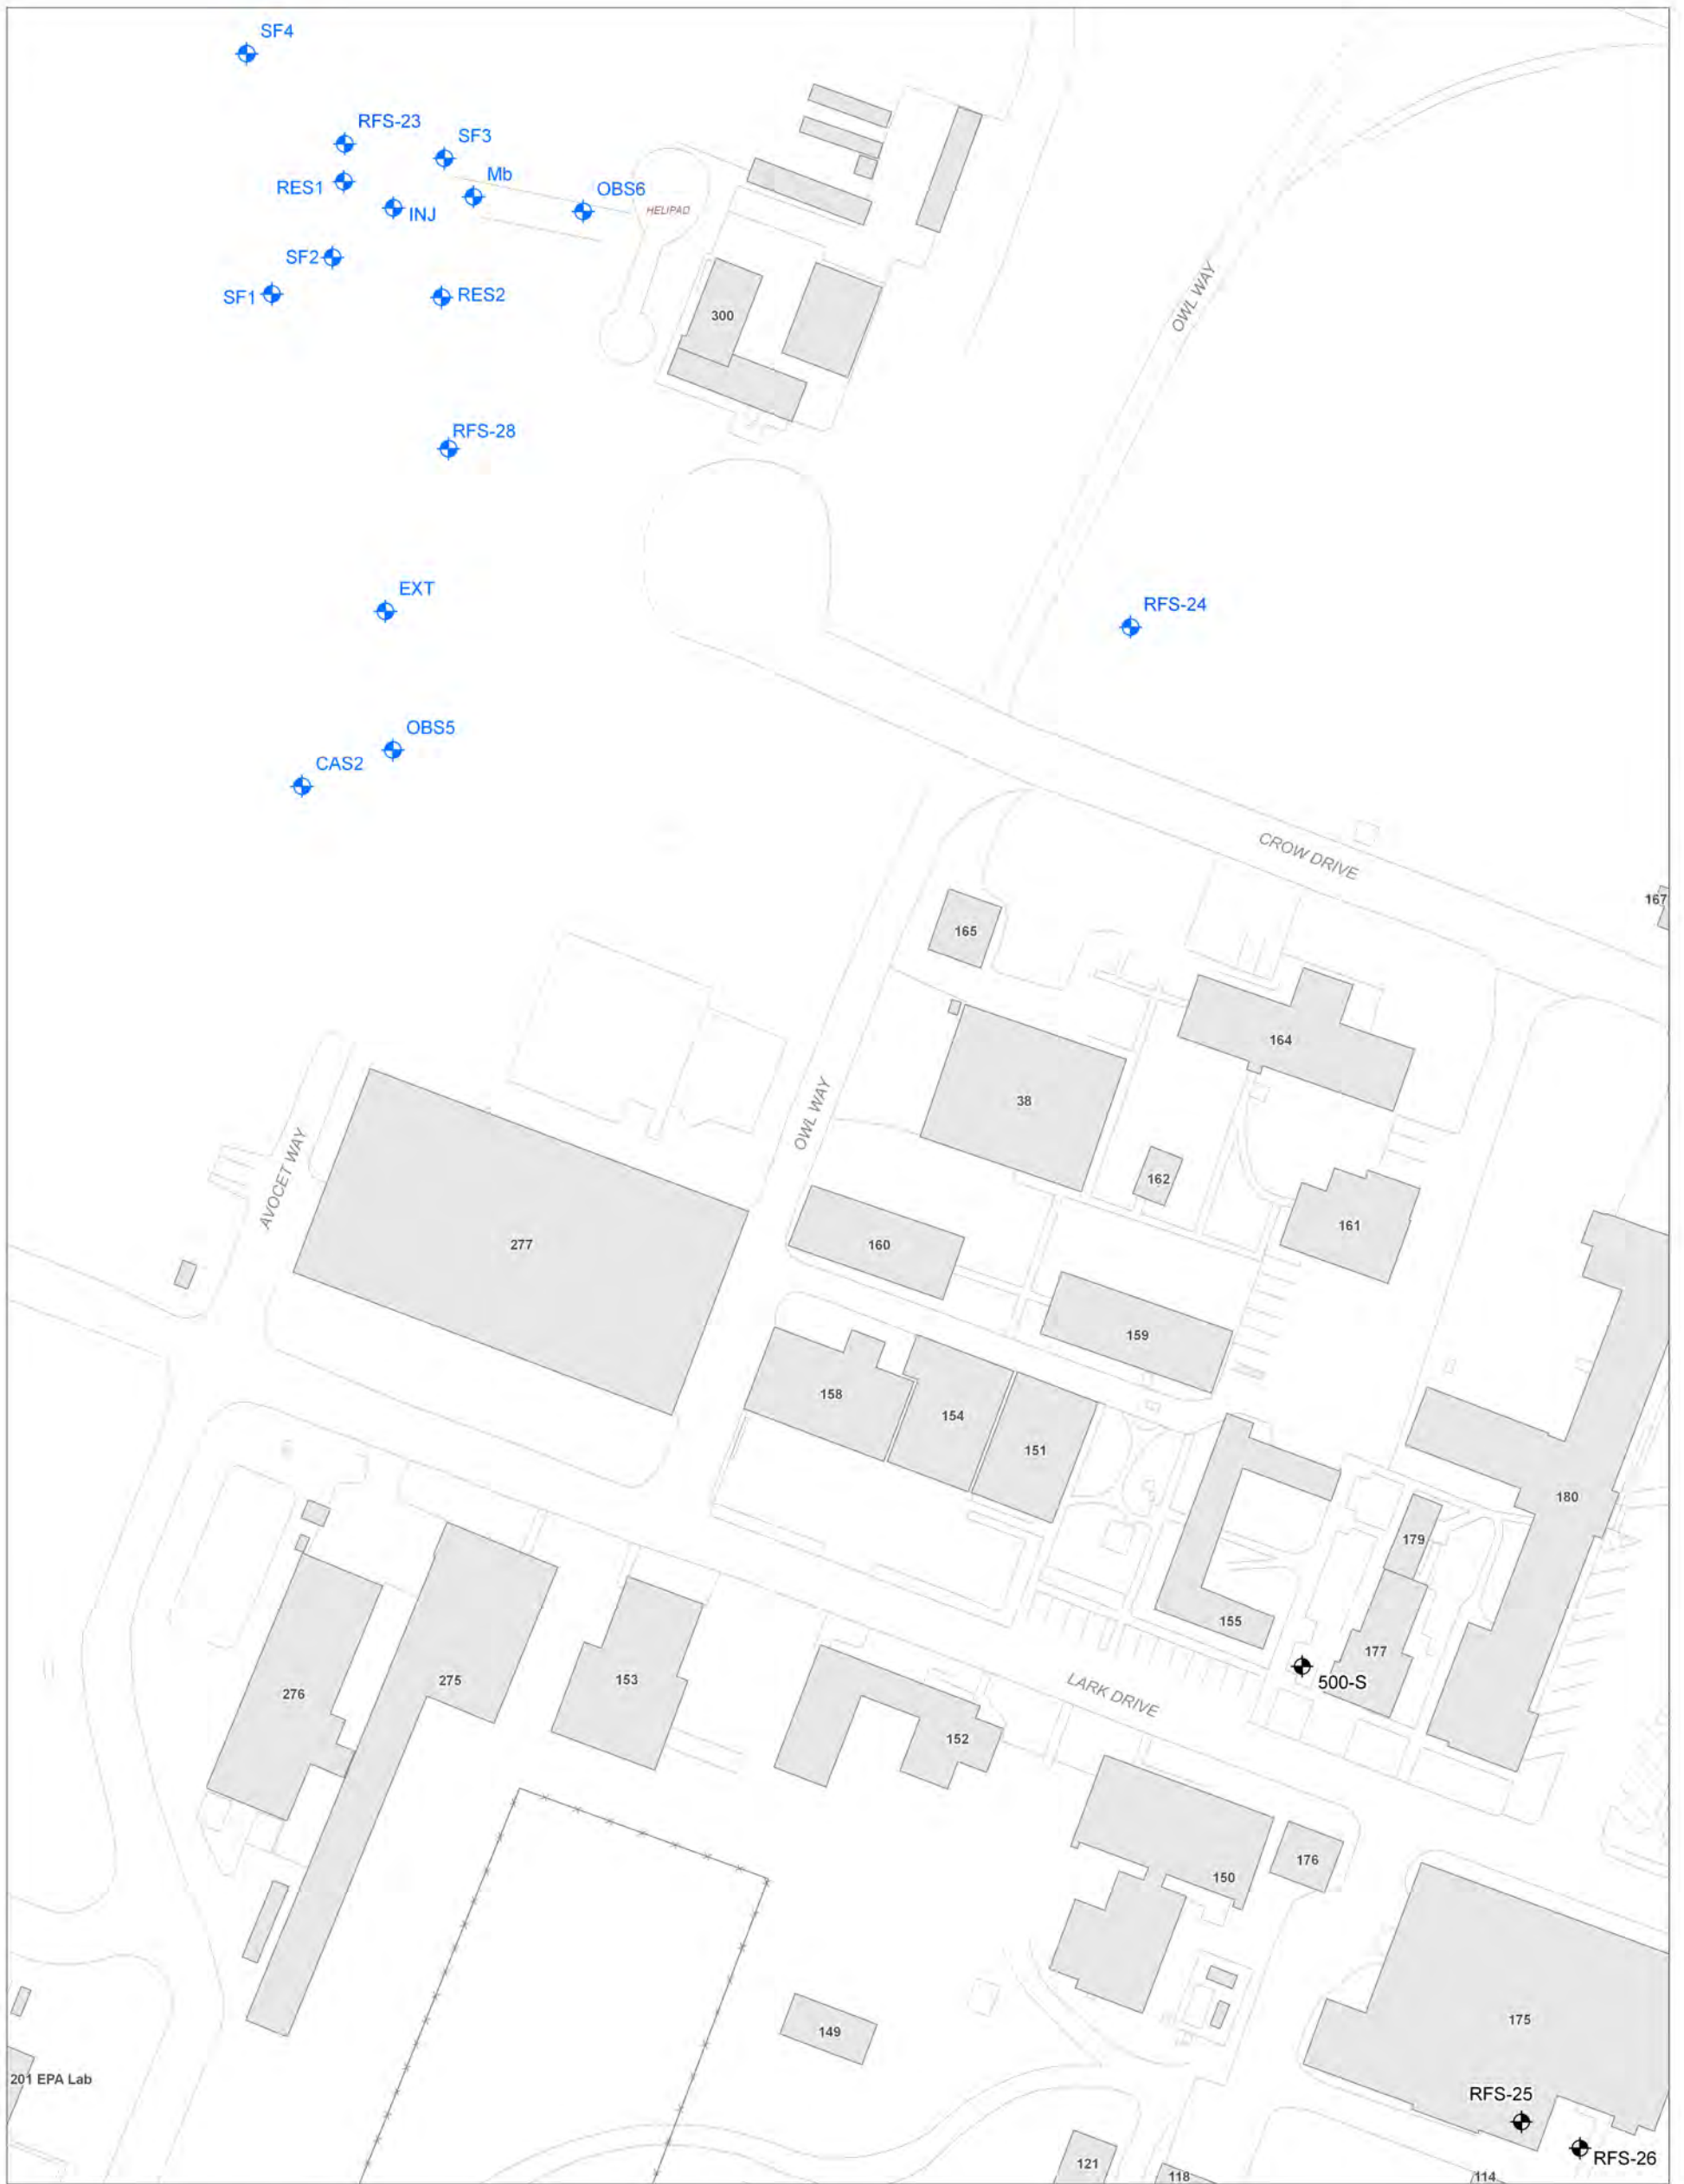 SF4
RFS-23
SF3
RES1
Mb
OBS6
INJ
HELIPAD
SF2
SF1
RES2
300
OWL WAY
RFS-28
EXT
RFS-24
OBS5
CAS2
CROW DRIVE
167
165
164
38
OWL WAY
AVOCET WAY
162
161
277
160
159
158
154
151
180
179
155
177
500-S
153
275
276
LARK DRIVE
152
176
150
175
149
201 EPA Lab
RFS-25
RFS-26
121
118
114